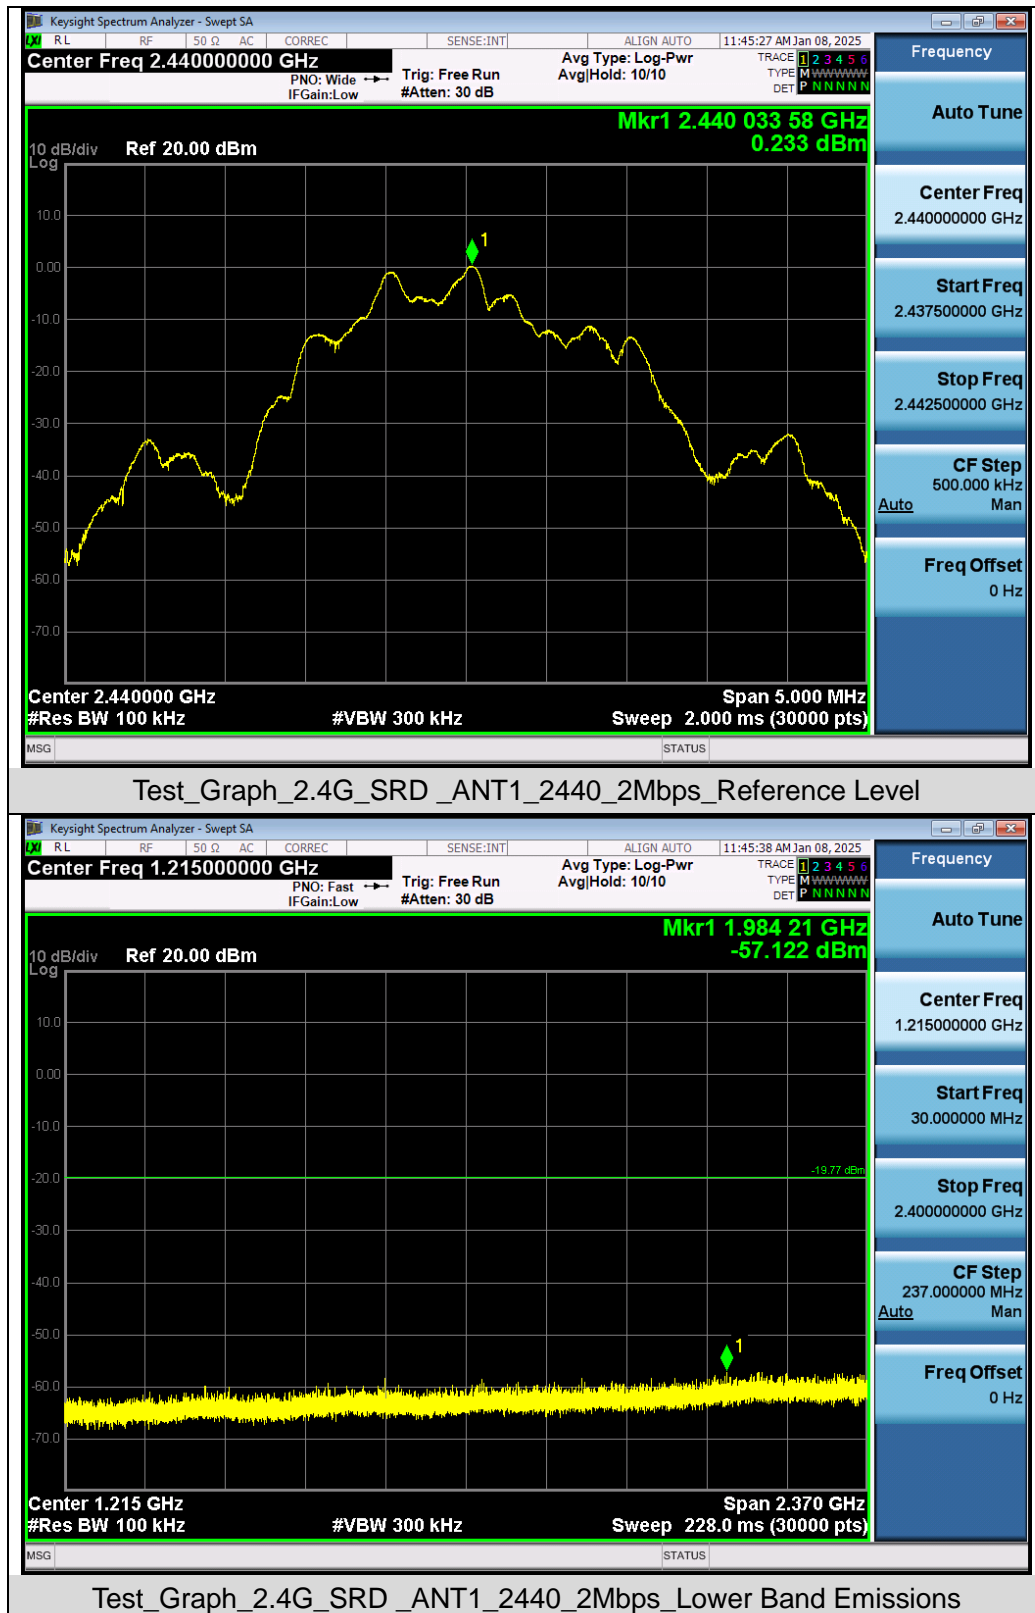 Keysight Spectrum Analyzer - Swept SA
LXI RL RF 50 Ω AC CORREC SENSE:INT ALIGN AUTO 11:45:27 AM Jan 08, 2025
Center Freq 2.440000000 GHz
PNO: Wide
IFGain:Low
Trig: Free Run
#Atten: 30 dB
Avg Type: Log-Pwr
Avg|Hold: 10/10
TRACE 1 2 3 4 5 6
TYPE M W W W W W
DET P N N N N N
Mkr1 2.440 033 58 GHz
0.233 dBm
10 dB/div Ref 20.00 dBm
Log
10.0
0.00
-10.0
-20.0
-30.0
-40.0
-50.0
-60.0
-70.0
1
Center 2.440000 GHz Span 5.000 MHz
#Res BW 100 kHz #VBW 300 kHz Sweep 2.000 ms (30000 pts)
MSG STATUS
Frequency
Auto Tune
Center Freq
2.440000000 GHz
Start Freq
2.437500000 GHz
Stop Freq
2.442500000 GHz
CF Step
500.000 kHz
Auto Man
Freq Offset
0 Hz
Test_Graph_2.4G_SRD _ANT1_2440_2Mbps_Reference Level
Keysight Spectrum Analyzer - Swept SA
LXI RL RF 50 Ω AC CORREC SENSE:INT ALIGN AUTO 11:45:38 AM Jan 08, 2025
Center Freq 1.215000000 GHz
PNO: Fast
IFGain:Low
Trig: Free Run
#Atten: 30 dB
Avg Type: Log-Pwr
Avg|Hold: 10/10
TRACE 1 2 3 4 5 6
TYPE M W W W W W
DET P N N N N N
Mkr1 1.984 21 GHz
-57.122 dBm
10 dB/div Ref 20.00 dBm
Log
10.0
0.00
-10.0
-20.0
-30.0
-40.0
-50.0
-60.0
-70.0
-19.77 dBm
1
Center 1.215 GHz Span 2.370 GHz
#Res BW 100 kHz #VBW 300 kHz Sweep 228.0 ms (30000 pts)
MSG STATUS
Frequency
Auto Tune
Center Freq
1.215000000 GHz
Start Freq
30.000000 MHz
Stop Freq
2.400000000 GHz
CF Step
237.000000 MHz
Auto Man
Freq Offset
0 Hz
Test_Graph_2.4G_SRD _ANT1_2440_2Mbps_Lower Band Emissions